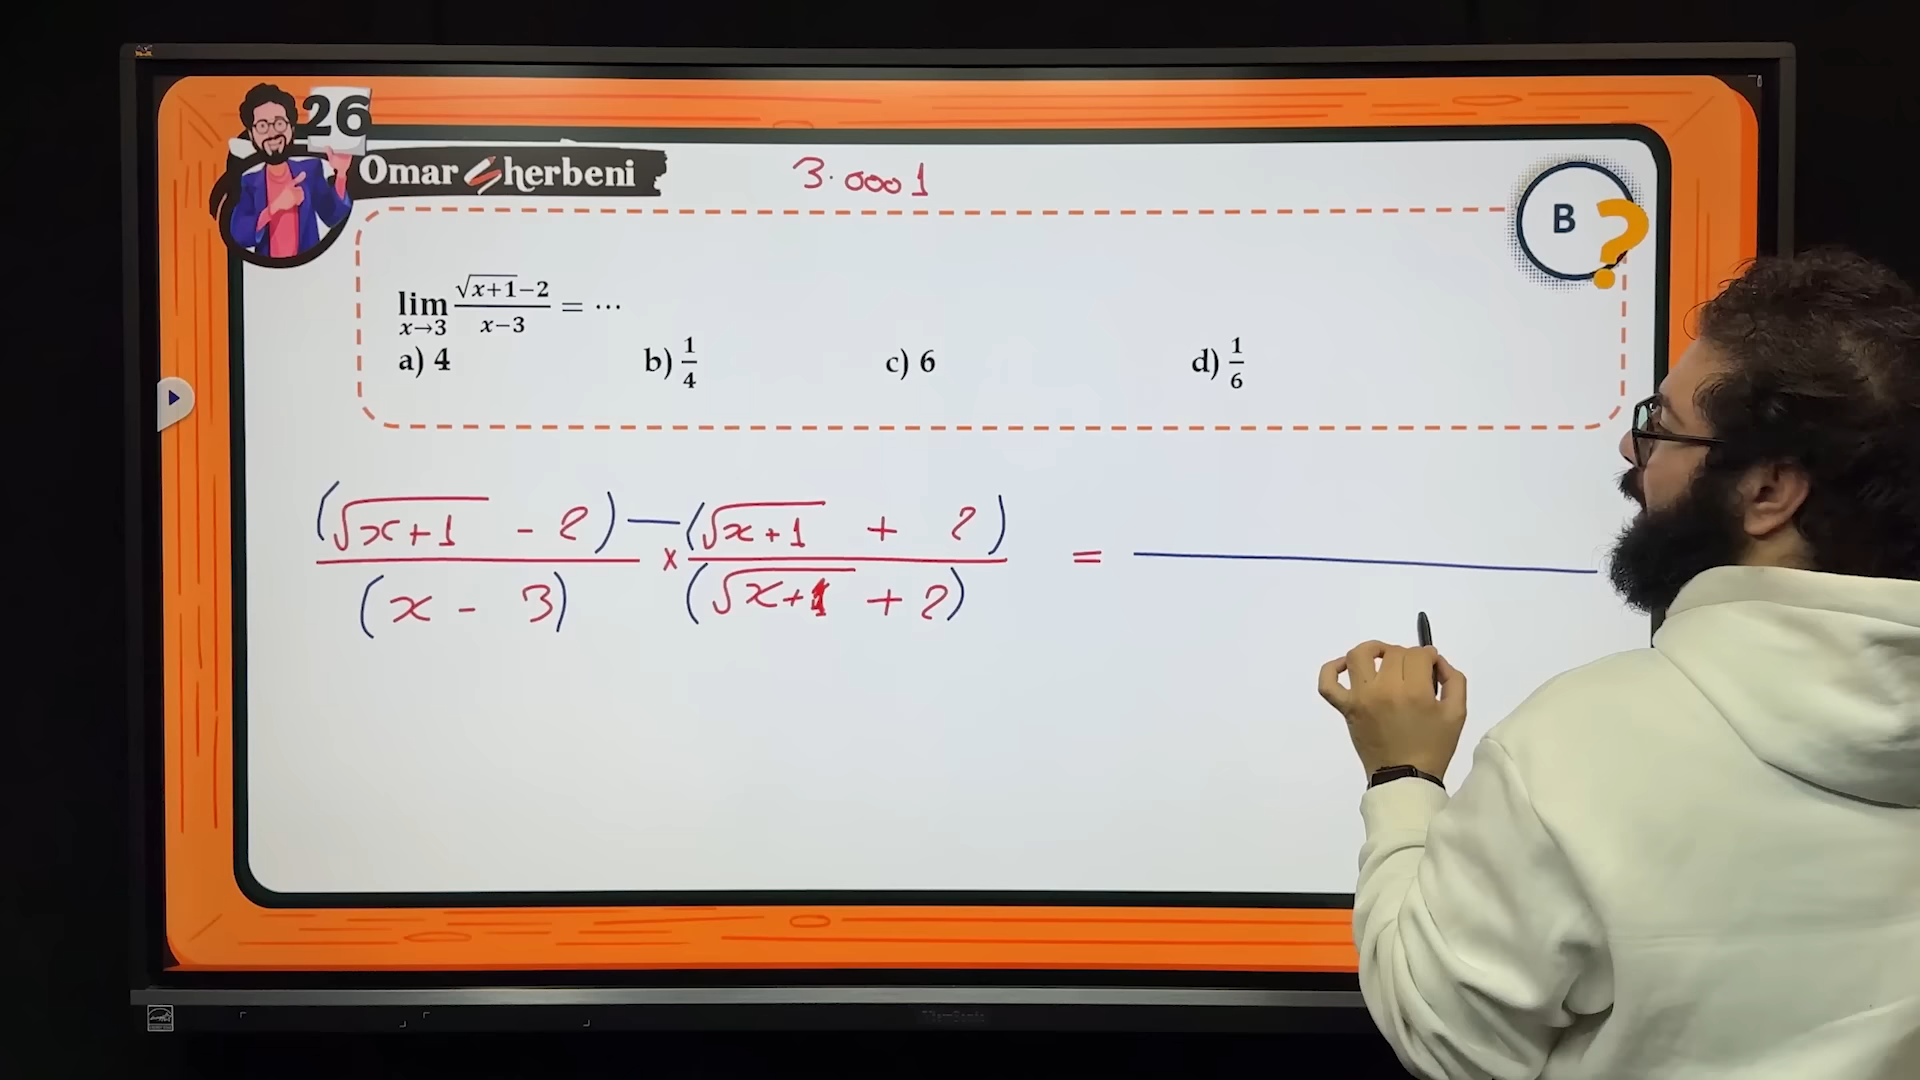 26
Omar Sherbeni
3.0001
B ?
lim x→3 √x+1−2 / x−3 = ...
a) 4 b) 1/4 c) 6 d) 1/6
(√x+1 - 2) — (√x+1 + 2)
× =
(x - 3) (√x+1 + 2)